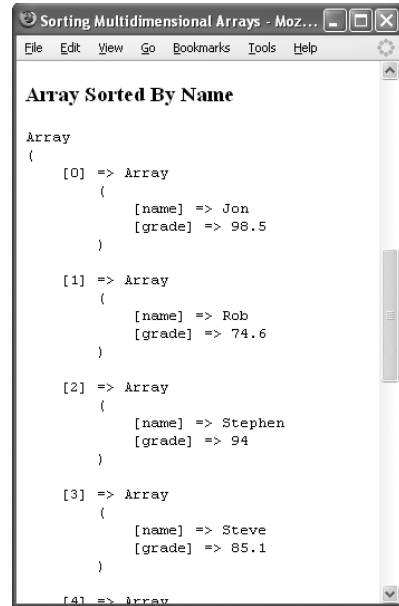 Sorting Multidimensional Arrays - Moz...
File Edit View Go Bookmarks Tools Help
Array Sorted By Name
Array
(
    [0] => Array
        (
            [name] => Jon
            [grade] => 98.5
        )
    [1] => Array
        (
            [name] => Rob
            [grade] => 74.6
        )
    [2] => Array
        (
            [name] => Stephen
            [grade] => 94
        )
    [3] => Array
        (
            [name] => Steve
            [grade] => 85.1
        )
    [4] => Array